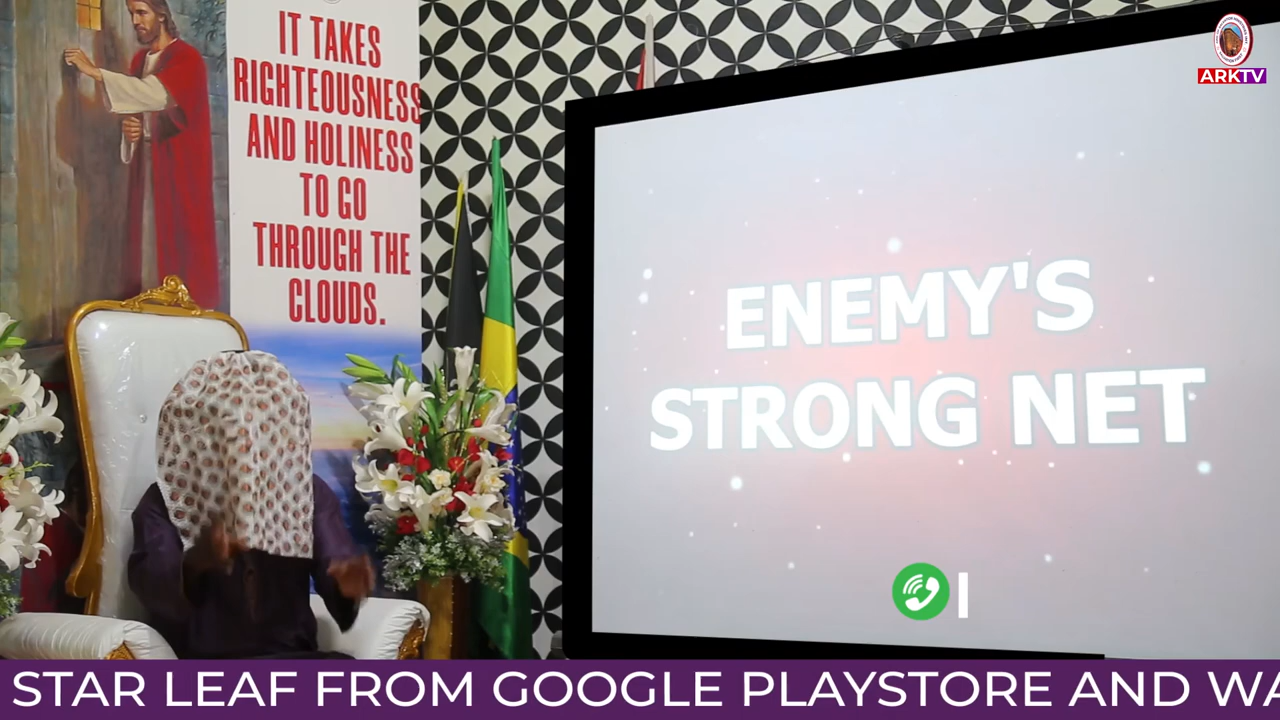 IT TAKES
RIGHTEOUSNESS
AND HOLINESS
TO GO
THROUGH THE
CLOUDS.
ARKTV
ENEMY'S
STRONG NET
STAR LEAF FROM GOOGLE PLAYSTORE AND WA